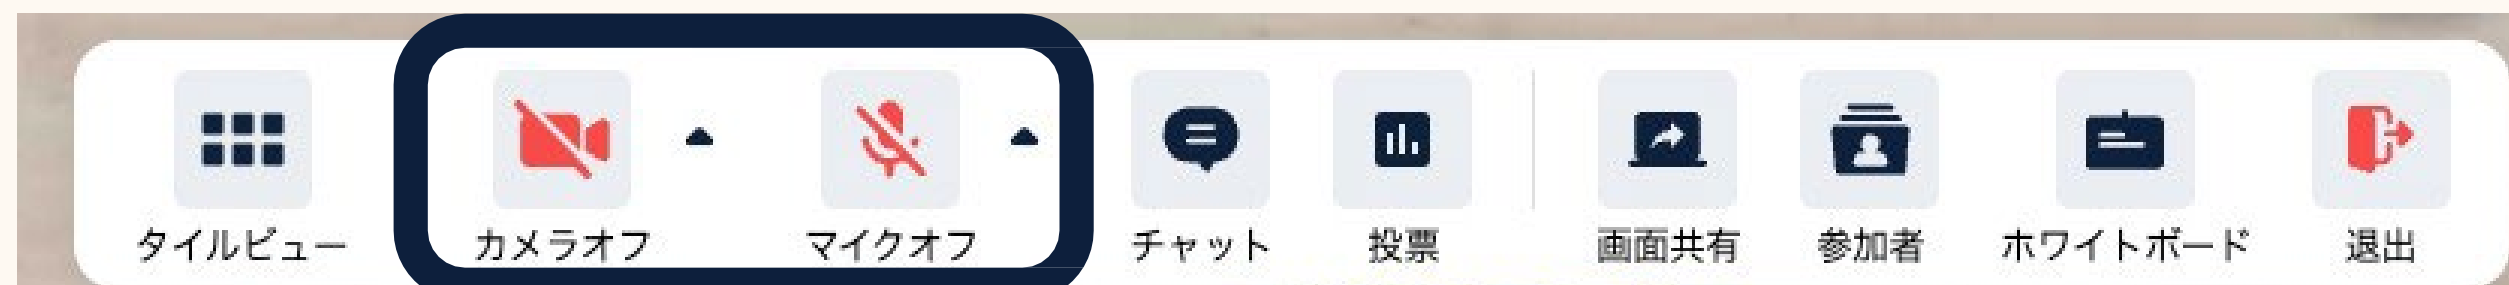 タイルビュー
カメラオフ
マイクオフ
チャット
投票
画面共有
参加者
ホワイトボード
退出